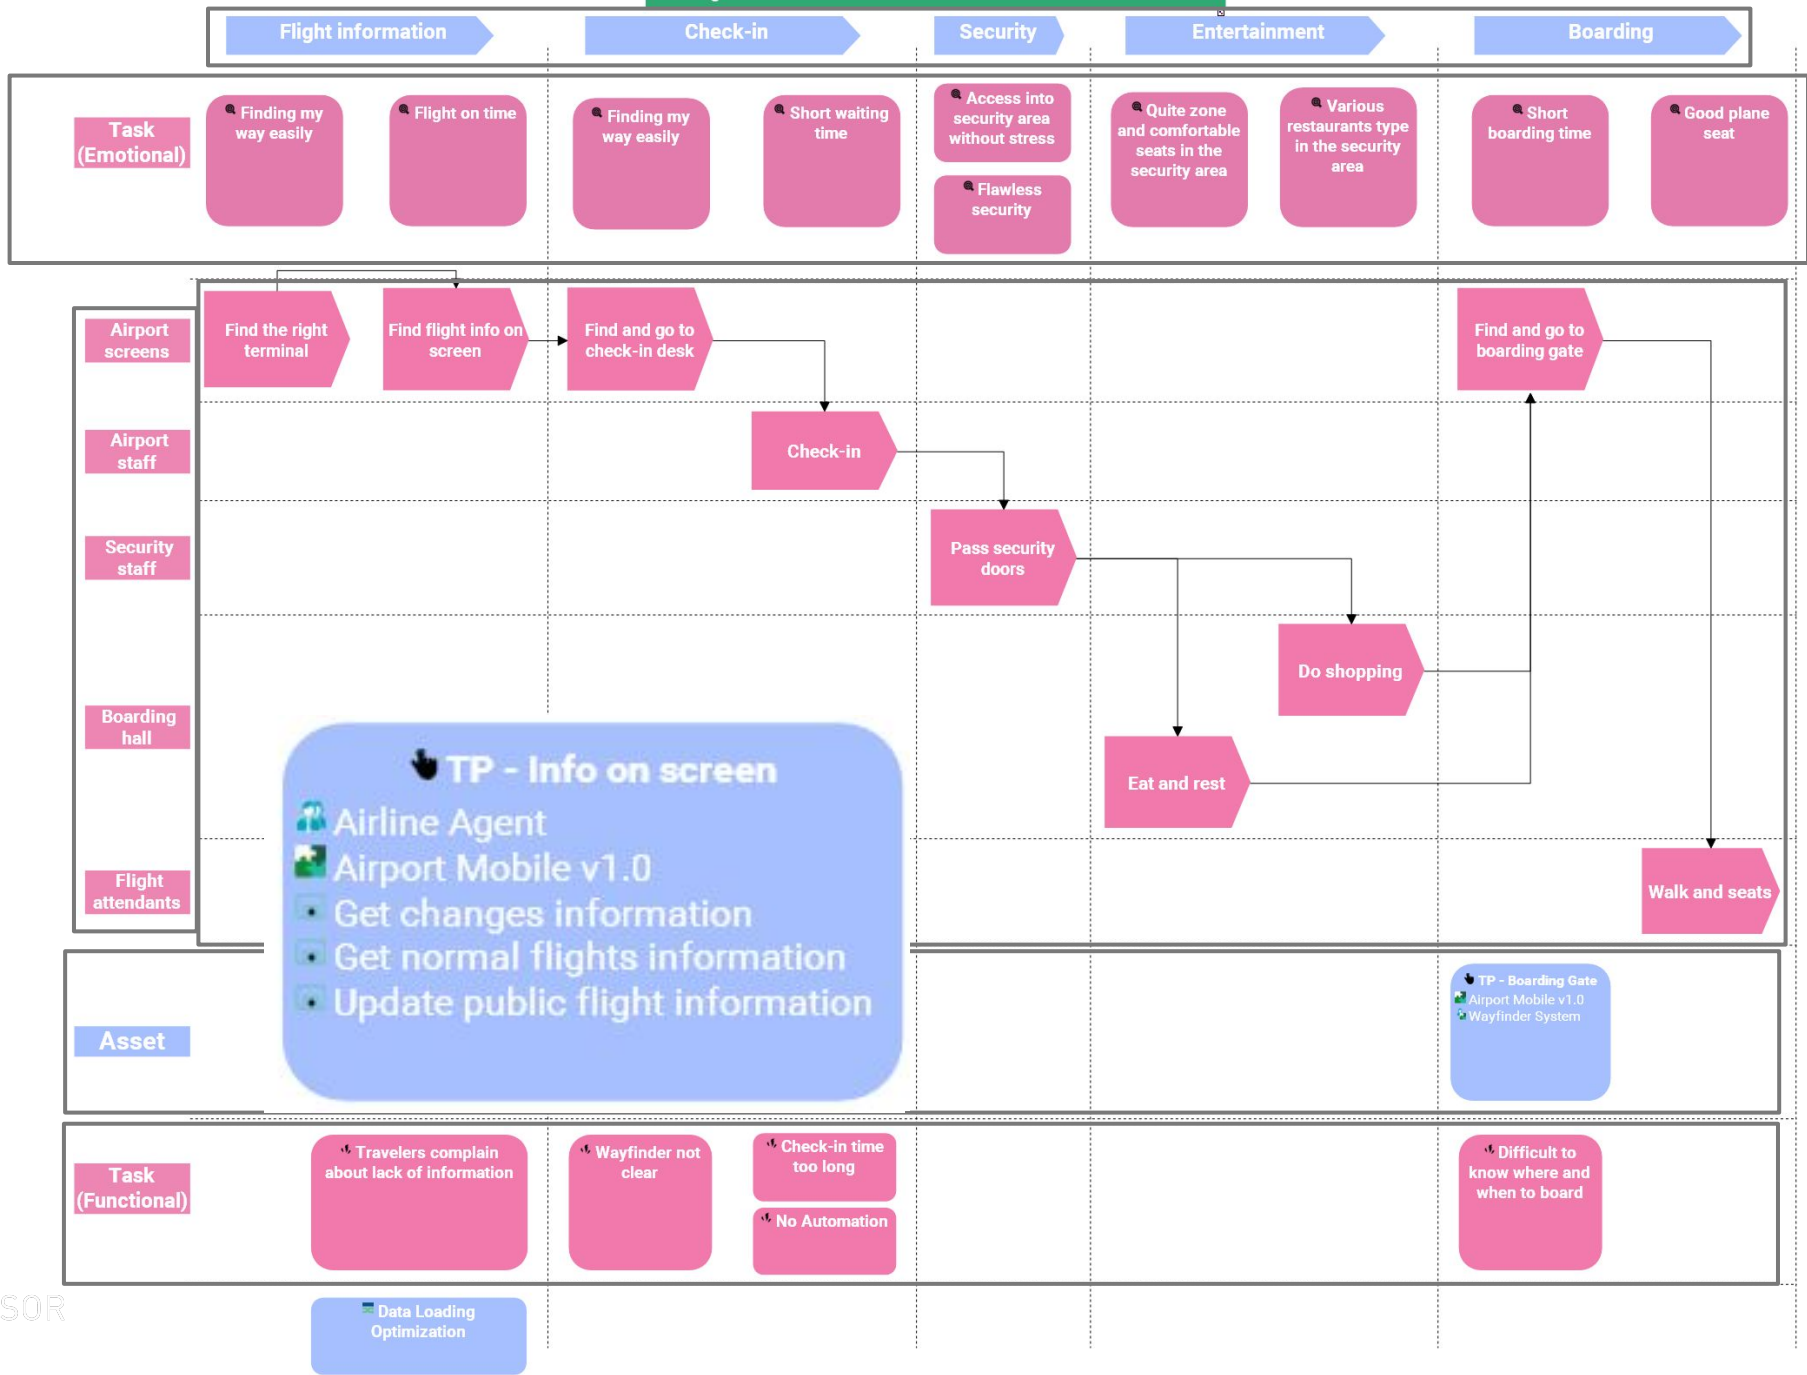 Flight information
Check-in
Security
Entertainment
Boarding
Task
(Emotional)
Finding my
way easily
Flight on time
Finding my
way easily
Short waiting
time
Access into
security area
without stress
Flawless
security
Quite zone
and comfortable
seats in the
security area
Various
restaurants type
in the security
area
Short
boarding time
Good plane
seat
Airport
screens
Find the right
terminal
Find flight info on
screen
Find and go to
check-in desk
Find and go to
boarding gate
Airport
staff
Check-in
Security
staff
Pass security
doors
Boarding
hall
Do shopping
Eat and rest
Flight
attendants
Walk and seats
TP - Info on screen
Airline Agent
Airport Mobile v1.0
Get changes information
Get normal flights information
Update public flight information
Asset
TP - Boarding Gate
Airport Mobile v1.0
Wayfinder System
Task
(Functional)
Travelers complain
about lack of information
Wayfinder not
clear
Check-in time
too long
No Automation
Difficult to
know where and
when to board
SOR
Data Loading
Optimization